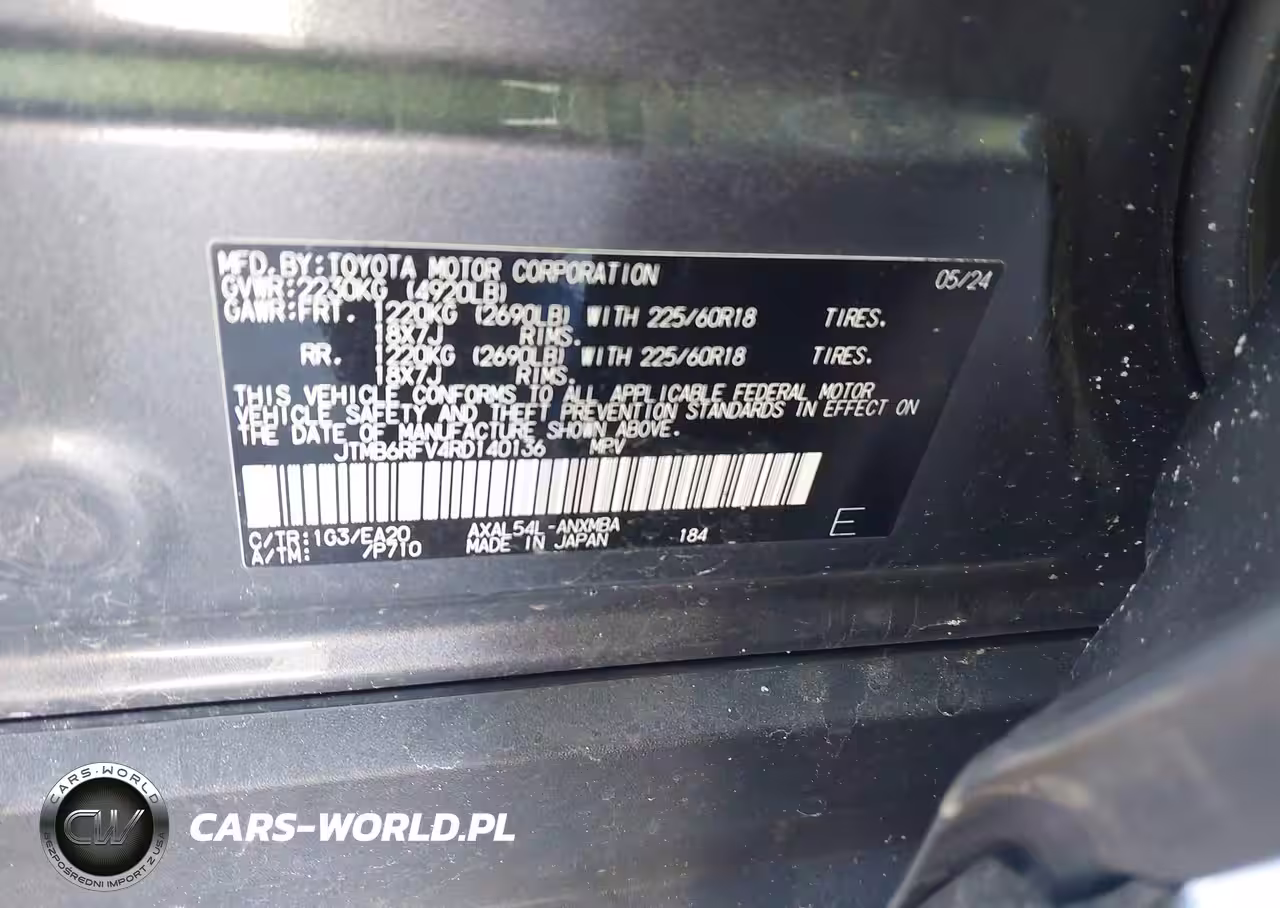 MFD.BY:TOYOTA MOTOR CORPORATION 05/24
GVWR:2230KG (4920LB)
GAWR:FRT. 1220KG (2690LB) WITH 225/60R18 TIRES.
18X7J RIMS.
RR. 1220KG (2690LB) WITH 225/60R18 TIRES.
18X7J RIMS.
THIS VEHICLE CONFORMS TO ALL APPLICABLE FEDERAL MOTOR
VEHICLE SAFETY AND THEFT PREVENTION STANDARDS IN EFFECT ON
THE DATE OF MANUFACTURE SHOWN ABOVE.
JTMB6RFV4RD140136 MPV
C/TR:1G3/EA20 AXAL54L-ANXMBA 184 E
A/TM: /P710 MADE IN JAPAN
CARS-WORLD
CW
BEZPOŚREDNI IMPORT Z USA
CARS-WORLD.PL